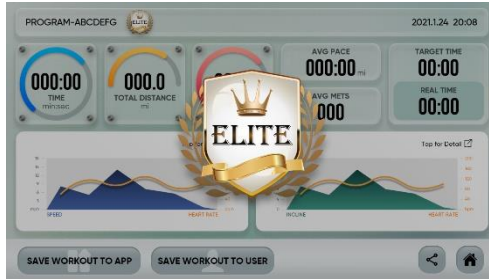 PROGRAM-ABCDEFG ELITE
2021.1.24 20:08
000:00
TIME
min:sec
000.0
TOTAL DISTANCE
mi
AVG PACE
000:00 mi
AVG METS
000
TARGET TIME
00:00
REAL TIME
00:00
ELITE
Tap for Detail
SPEED
HEART RATE
INCLINE
HEART RATE
SAVE WORKOUT TO APP
SAVE WORKOUT TO USER